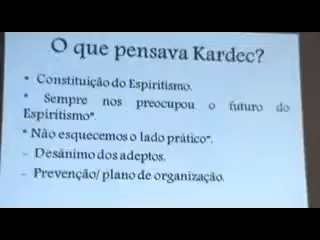 O que pensava Kardec?
* Constituição do Espiritismo.
* Sempre nos preocupou o futuro do
Espiritismo".
" Não esquecemos o lado prático".
- Desânimo dos adeptos.
- Prevenção/ plano de organização.